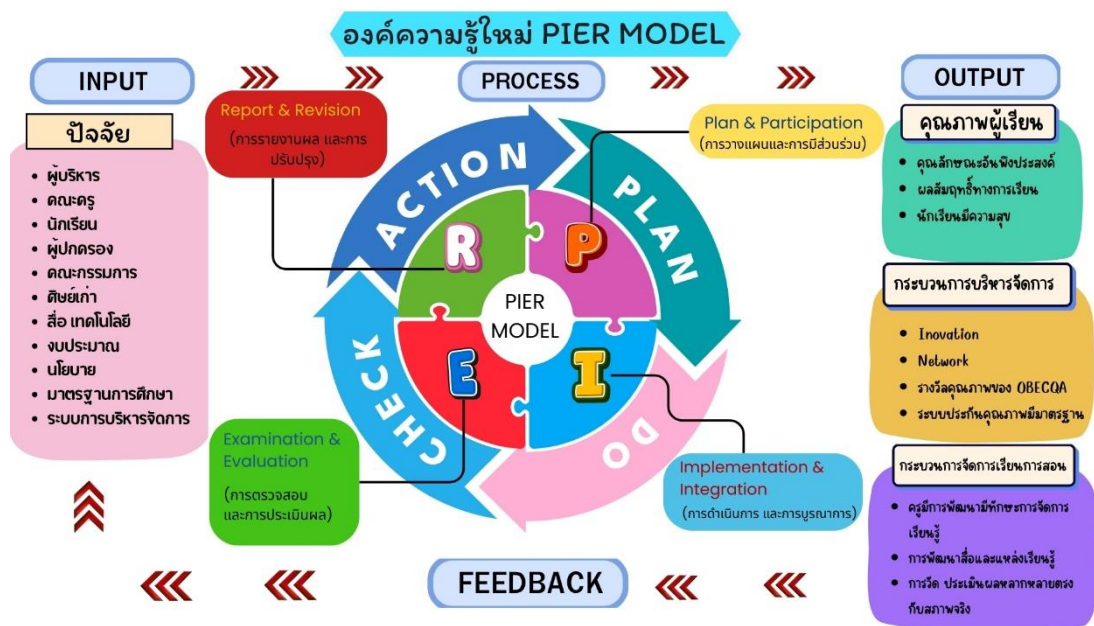 องค์ความรู้ใหม่ PIER MODEL
INPUT
PROCESS
OUTPUT
ปัจจัย
• ผู้บริหาร
• คณะครู
• นักเรียน
• ผู้ปกครอง
• คณะกรรมการ
• ศิษย์เก่า
• สื่อ เทคโนโลยี
• งบประมาณ
• นโยบาย
• มาตรฐานการศึกษา
• ระบบการบริหารจัดการ
Report & Revision
(การรายงานผล และการ
ปรับปรุง)
Plan & Participation
(การวางแผนและการมีส่วนร่วม)
ACTION
PLAN
R
P
PIER
MODEL
E
I
CHECK
DO
Examination &
Evaluation
(การตรวจสอบ
และการประเมินผล)
Implementation &
Integration
(การดำเนินการ และการบูรณาการ)
คุณภาพผู้เรียน
• คุณลักษณะอันพึงประสงค์
• ผลสัมฤทธิ์ทางการเรียน
• นักเรียนมีความสุข
กระบวนการบริหารจัดการ
• Inovation
• Network
• รางวัลคุณภาพของ OBECQA
• ระบบประกันคุณภาพมีมาตรฐาน
กระบวนการจัดการเรียนการสอน
• ครูมีการพัฒนามีทักษะการจัดการ
เรียนรู้
• การพัฒนาสื่อและแหล่งเรียนรู้
• การวัด ประเมินผลหลากหลายตรง
กับสภาพจริง
FEEDBACK